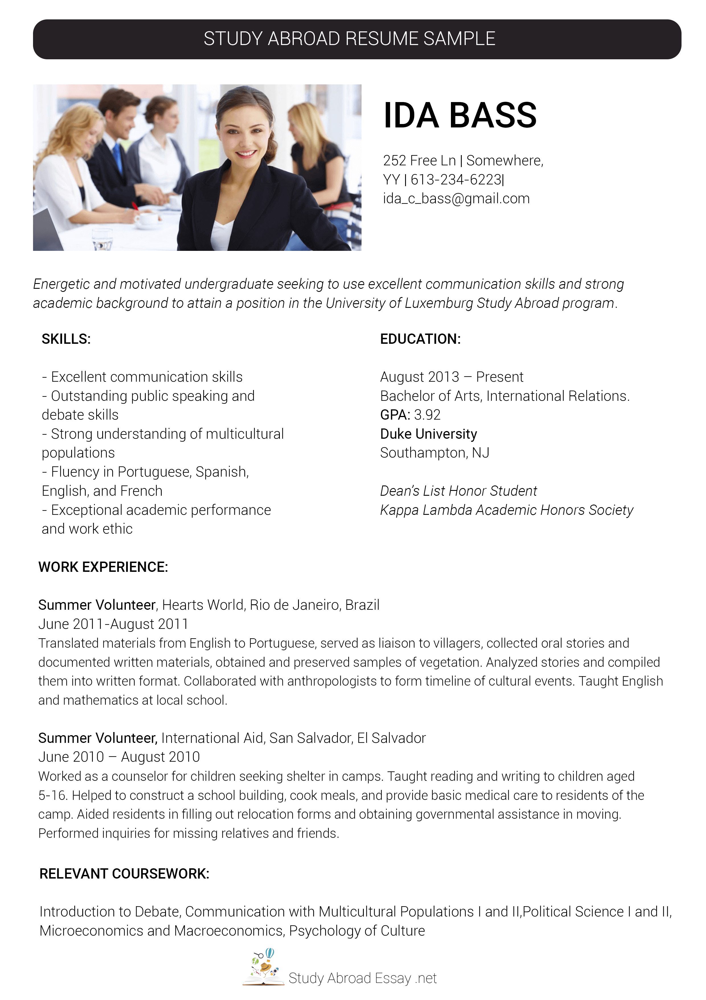 STUDY ABROAD RESUME SAMPLE
IDA BASS
252 Free Ln | Somewhere,
YY | 613-234-6223|
ida_c_bass@gmail.com
Energetic and motivated undergraduate seeking to use excellent communication skills and strong
academic background to attain a position in the University of Luxemburg Study Abroad program.
SKILLS:
- Excellent communication skills
- Outstanding public speaking and
debate skills
- Strong understanding of multicultural
populations
- Fluency in Portuguese, Spanish,
English, and French
- Exceptional academic performance
and work ethic
EDUCATION:
August 2013 – Present
Bachelor of Arts, International Relations.
GPA: 3.92
Duke University
Southampton, NJ
Dean’s List Honor Student
Kappa Lambda Academic Honors Society
WORK EXPERIENCE:
Summer Volunteer, Hearts World, Rio de Janeiro, Brazil
June 2011-August 2011
Translated materials from English to Portuguese, served as liaison to villagers, collected oral stories and
documented written materials, obtained and preserved samples of vegetation. Analyzed stories and compiled
them into written format. Collaborated with anthropologists to form timeline of cultural events. Taught English
and mathematics at local school.
Summer Volunteer, International Aid, San Salvador, El Salvador
June 2010 – August 2010
Worked as a counselor for children seeking shelter in camps. Taught reading and writing to children aged
5-16. Helped to construct a school building, cook meals, and provide basic medical care to residents of the
camp. Aided residents in filling out relocation forms and obtaining governmental assistance in moving.
Performed inquiries for missing relatives and friends.
RELEVANT COURSEWORK:
Introduction to Debate, Communication with Multicultural Populations I and II,Political Science I and II,
Microeconomics and Macroeconomics, Psychology of Culture
Study Abroad Essay .net